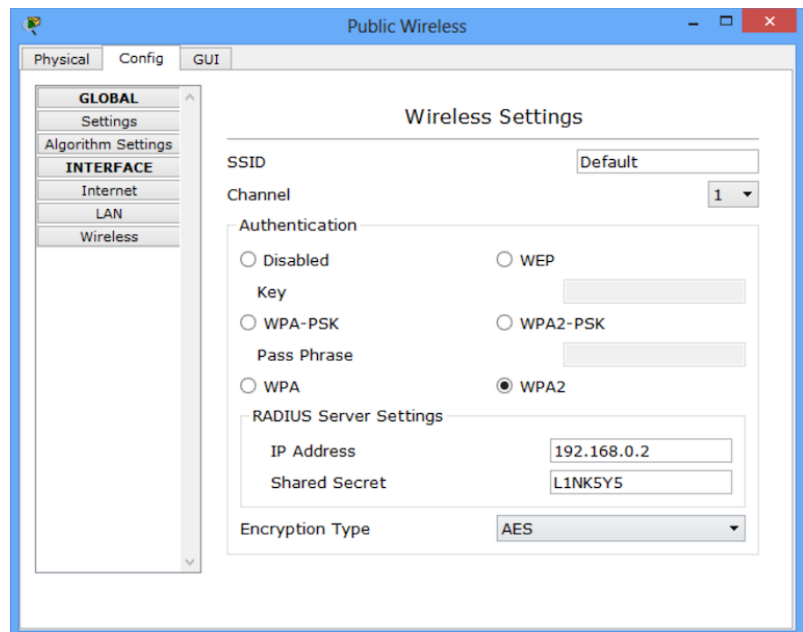 Public Wireless
Physical Config GUI
GLOBAL
Settings
Algorithm Settings
INTERFACE
Internet
LAN
Wireless
Wireless Settings
SSID Default
Channel 1
Authentication
Disabled WEP
Key
WPA-PSK WPA2-PSK
Pass Phrase
WPA WPA2
RADIUS Server Settings
IP Address 192.168.0.2
Shared Secret L1NK5Y5
Encryption Type AES